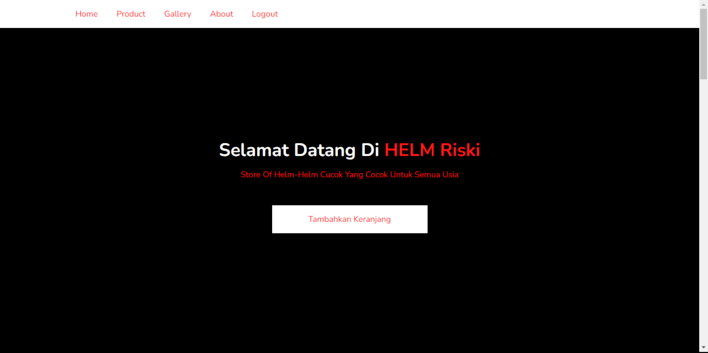 Home Product Gallery About Logout
Selamat Datang Di HELM Riski
Store Of Helm-Helm Cucok Yang Cocok Untuk Semua Usia
Tambahkan Keranjang